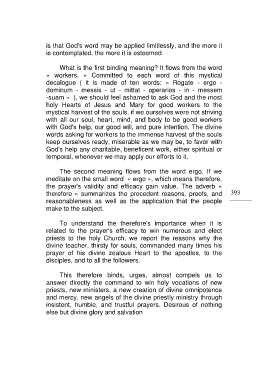 is that God's word may be applied limitlessly, and the more it
is contemplated, the more it is esteemed.
What is the first binding meaning? It flows from the word
« workers. » Committed to each word of this mystical
decalogue ( it is made of ten words: « Rogate - ergo -
dominum - messis - ut - mittat - operarios - in - messem
-suam » ), we should feel ashamed to ask God and the most
holy Hearts of Jesus and Mary for good workers to the
mystical harvest of the souls, if we ourselves were not striving
with all our soul, heart, mind, and body to be good workers
with God's help, our good will, and pure intention. The divine
words asking for workers to the immense harvest of the souls
keep ourselves ready, miserable as we may be, to favor with
God's help any charitable, beneficent work, either spiritual or
temporal, whenever we may apply our efforts to it.
The second meaning flows from the word ergo. If we
meditate on the small word « ergo », which means therefore,
the prayer's validity and efficacy gain value. The adverb «
therefore » summarizes the precedent reasons, proofs, and
reasonableness as well as the application that the people
make to the subject.
393
To understand the therefore's importance when it is
related to the prayer's efficacy to win numerous and elect
priests to the holy Church, we report the reasons why the
divine teacher, thirsty for souls, commanded many times his
prayer of his divine zealous Heart to the apostles, to the
disciples, and to all the followers.
This therefore binds, urges, almost compels us to
answer directly the command to win holy vocations of new
priests, new ministers, a new creation of divine omnipotence
and mercy, new angels of the divine priestly ministry through
insistent, humble, and trustful prayers. Desirous of nothing
else but divine glory and salvation